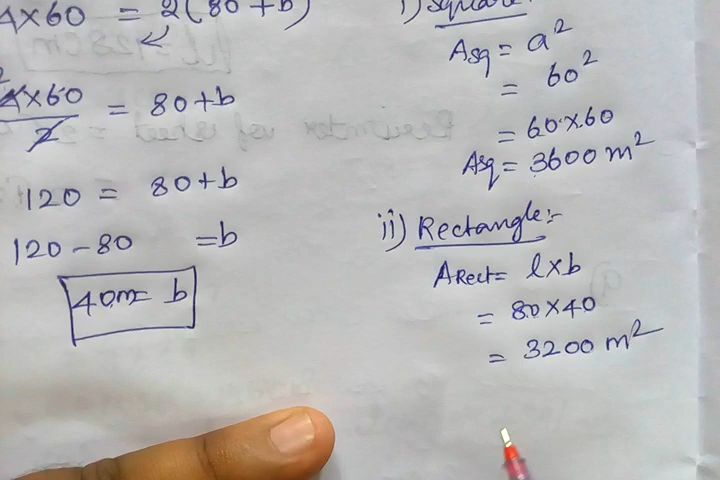 4×60 = 2(80+b)
4×60/2 = 80+b
120 = 80+b
120-80 = b
40m = b
i) Square:-
Asq = a²
= 60²
= 60×60
Asq = 3600 m²
ii) Rectangle:-
ARect = l×b
= 80×40
= 3200 m²